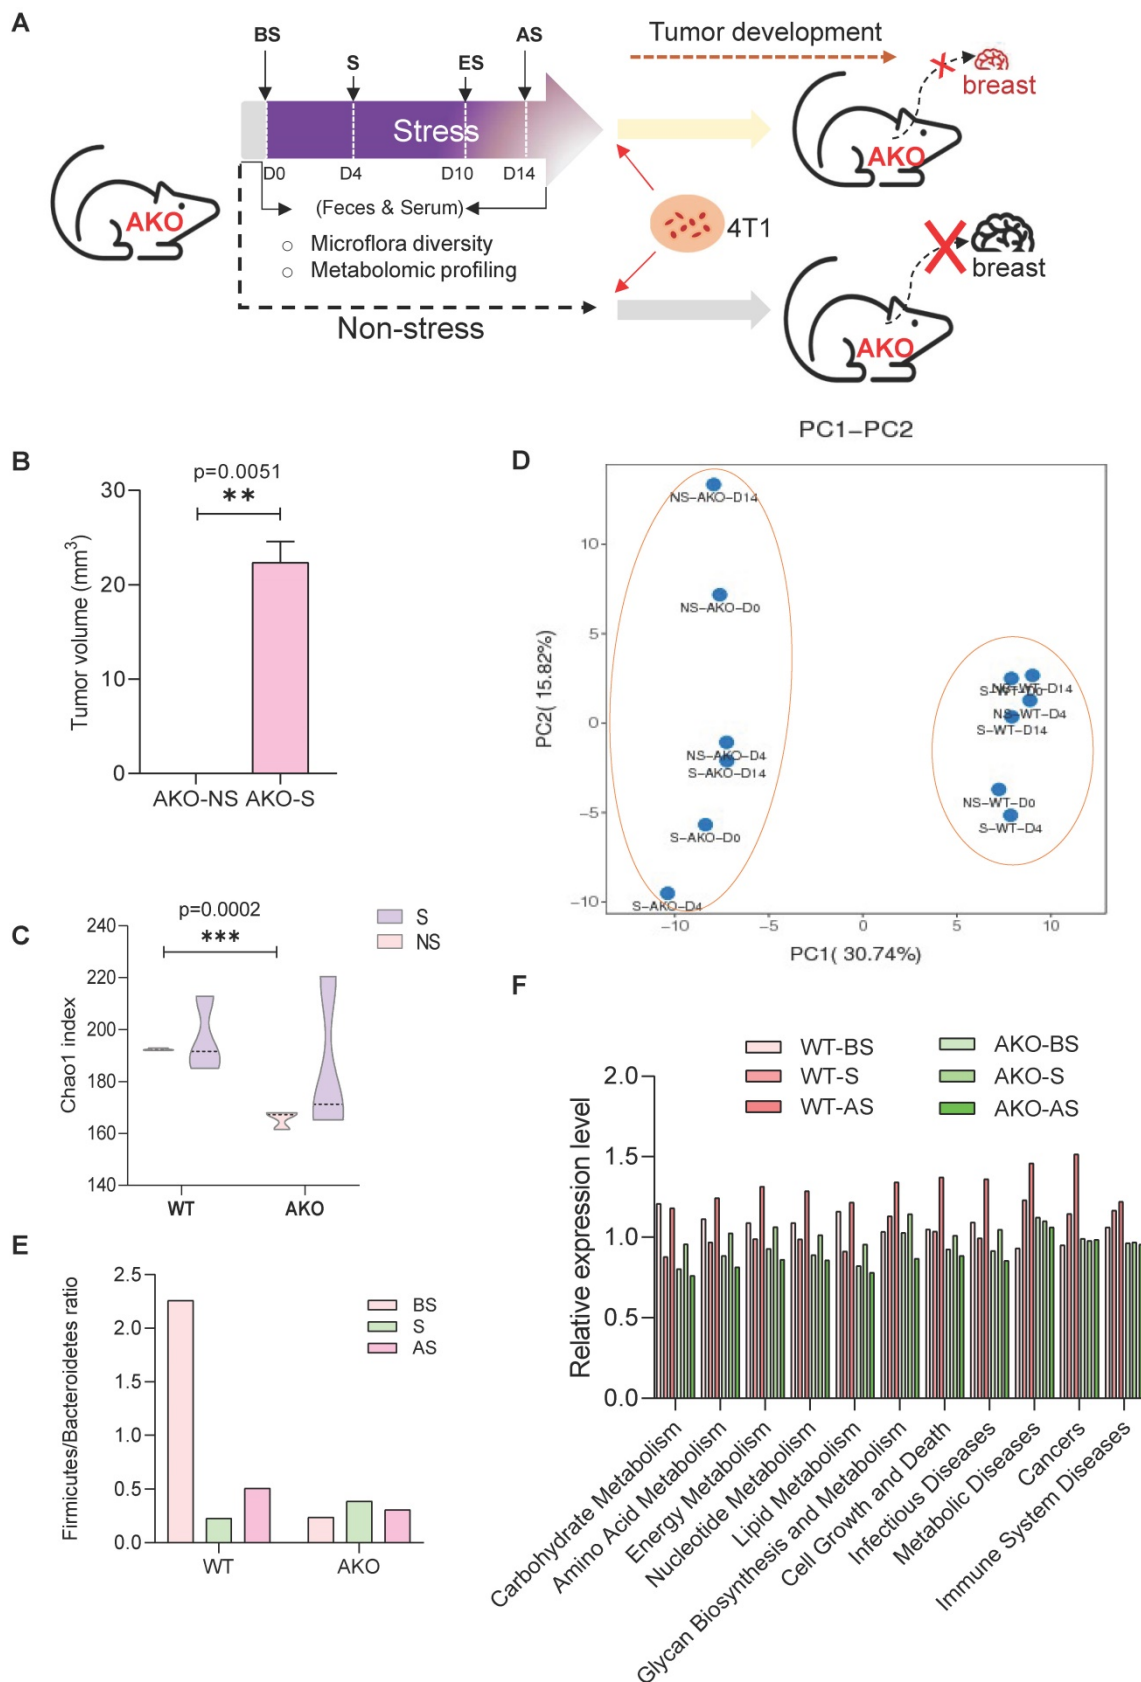 A
BS
S
ES
AS
Tumor development
Stress
D0
D4
D10
D14
AKO
(Feces & Serum)
○ Microflora diversity
○ Metabolomic profiling
Non-stress
4T1
breast
AKO
breast
AKO
B
p=0.0051
**
Tumor volume (mm³)
30
20
10
0
AKO-NS
AKO-S
C
p=0.0002
***
S
NS
Chao1 index
240
220
200
180
160
140
WT
AKO
D
PC1–PC2
PC2( 15.82%)
10
5
0
−5
−10
NS−AKO−D14
NS−AKO−D0
NS−AKO−D4
S−AKO−D14
S−AKO−D0
S−AKO−D4
NS−WT−D14
S−WT−D0
NS−WT−D4
S−WT−D14
NS−WT−D0
S−WT−D4
−10
−5
0
5
10
PC1( 30.74%)
E
Firmicutes/Bacteroidetes ratio
2.5
2.0
1.5
1.0
0.5
0.0
BS
S
AS
WT
AKO
F
WT-BS
WT-S
WT-AS
AKO-BS
AKO-S
AKO-AS
Relative expression level
2.0
1.5
1.0
0.5
0.0
Carbohydrate Metabolism
Amino Acid Metabolism
Energy Metabolism
Nucleotide Metabolism
Lipid Metabolism
Glycan Biosynthesis and Metabolism
Cell Growth and Death
Infectious Diseases
Metabolic Diseases
Cancers
Immune System Diseases